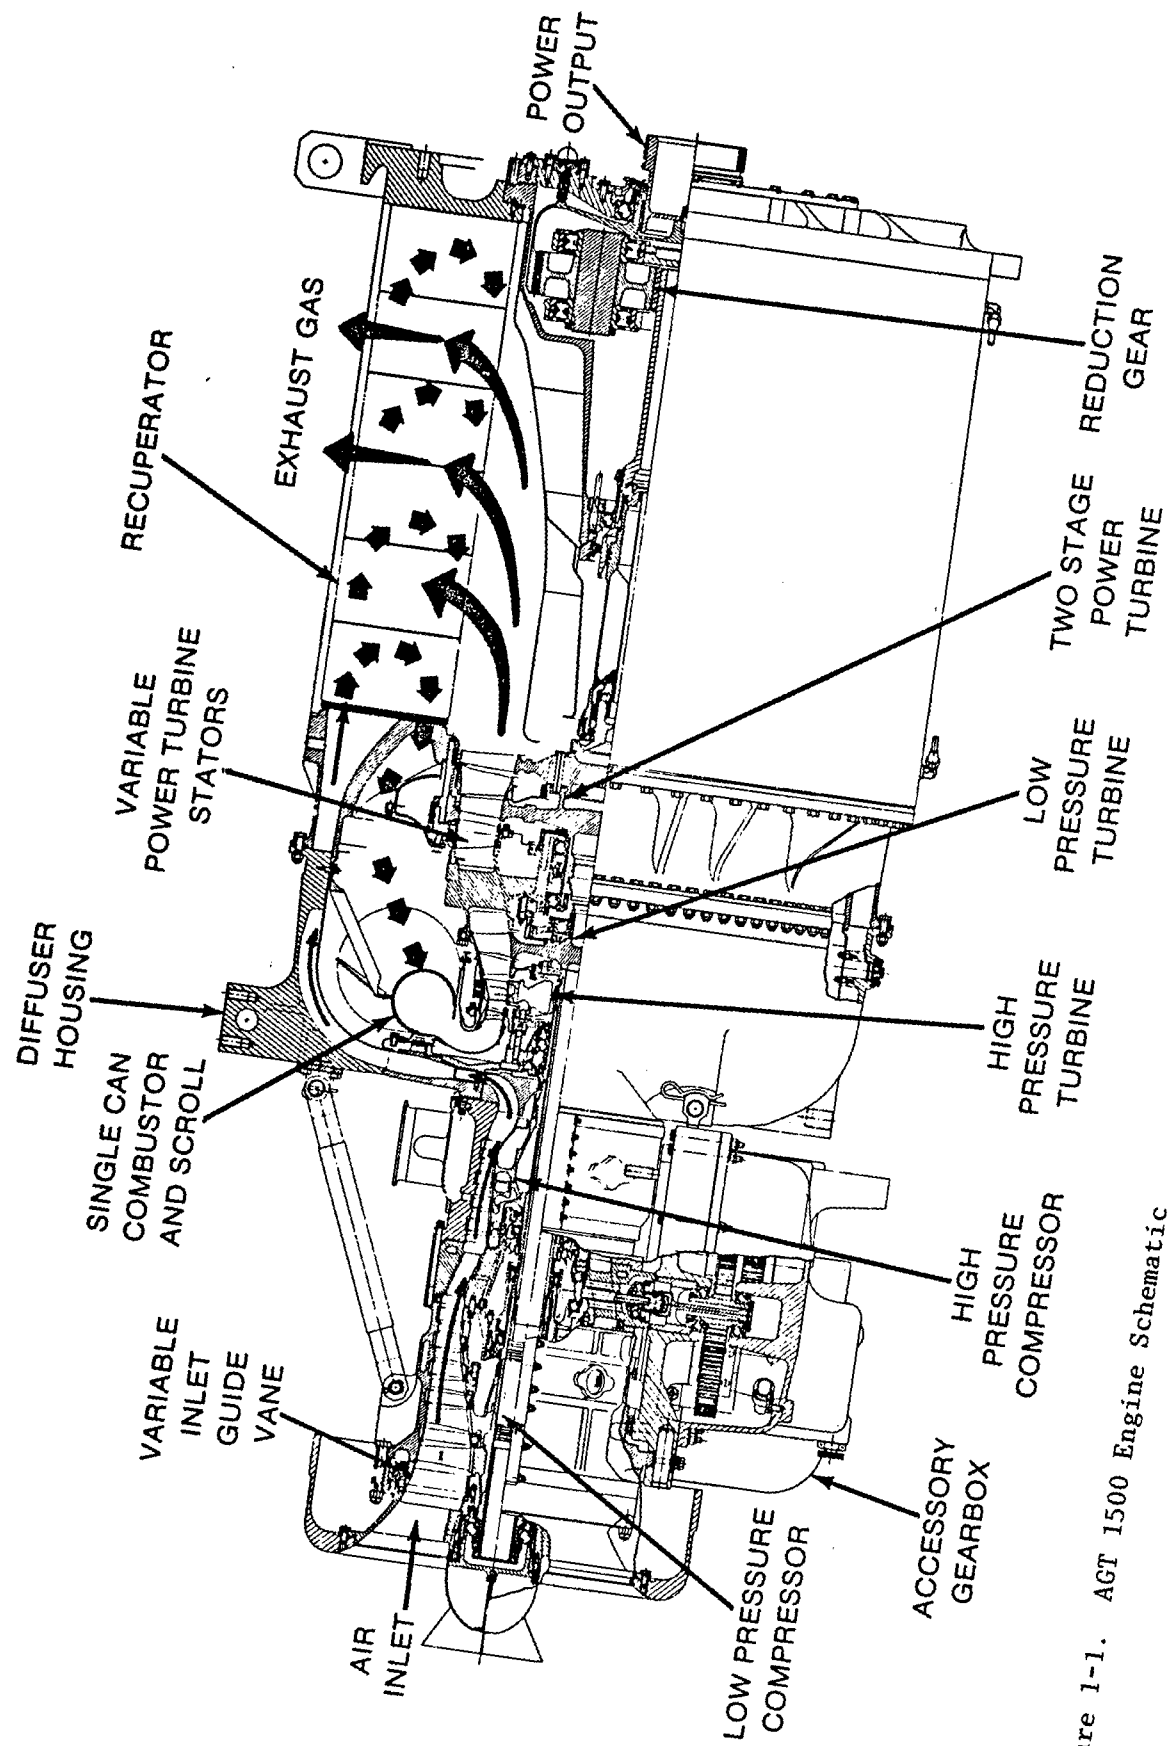 DIFFUSER
HOUSING
SINGLE CAN
COMBUSTOR
AND SCROLL
VARIABLE
INLET
GUIDE
VANE
AIR
INLET
VARIABLE
POWER TURBINE
STATORS
RECUPERATOR
EXHAUST GAS
POWER
OUTPUT
LOW PRESSURE
COMPRESSOR
ACCESSORY
GEARBOX
HIGH
PRESSURE
COMPRESSOR
HIGH
PRESSURE
TURBINE
LOW
PRESSURE
TURBINE
TWO STAGE
POWER
TURBINE
REDUCTION
GEAR
ure 1-1. AGT 1500 Engine Schematic